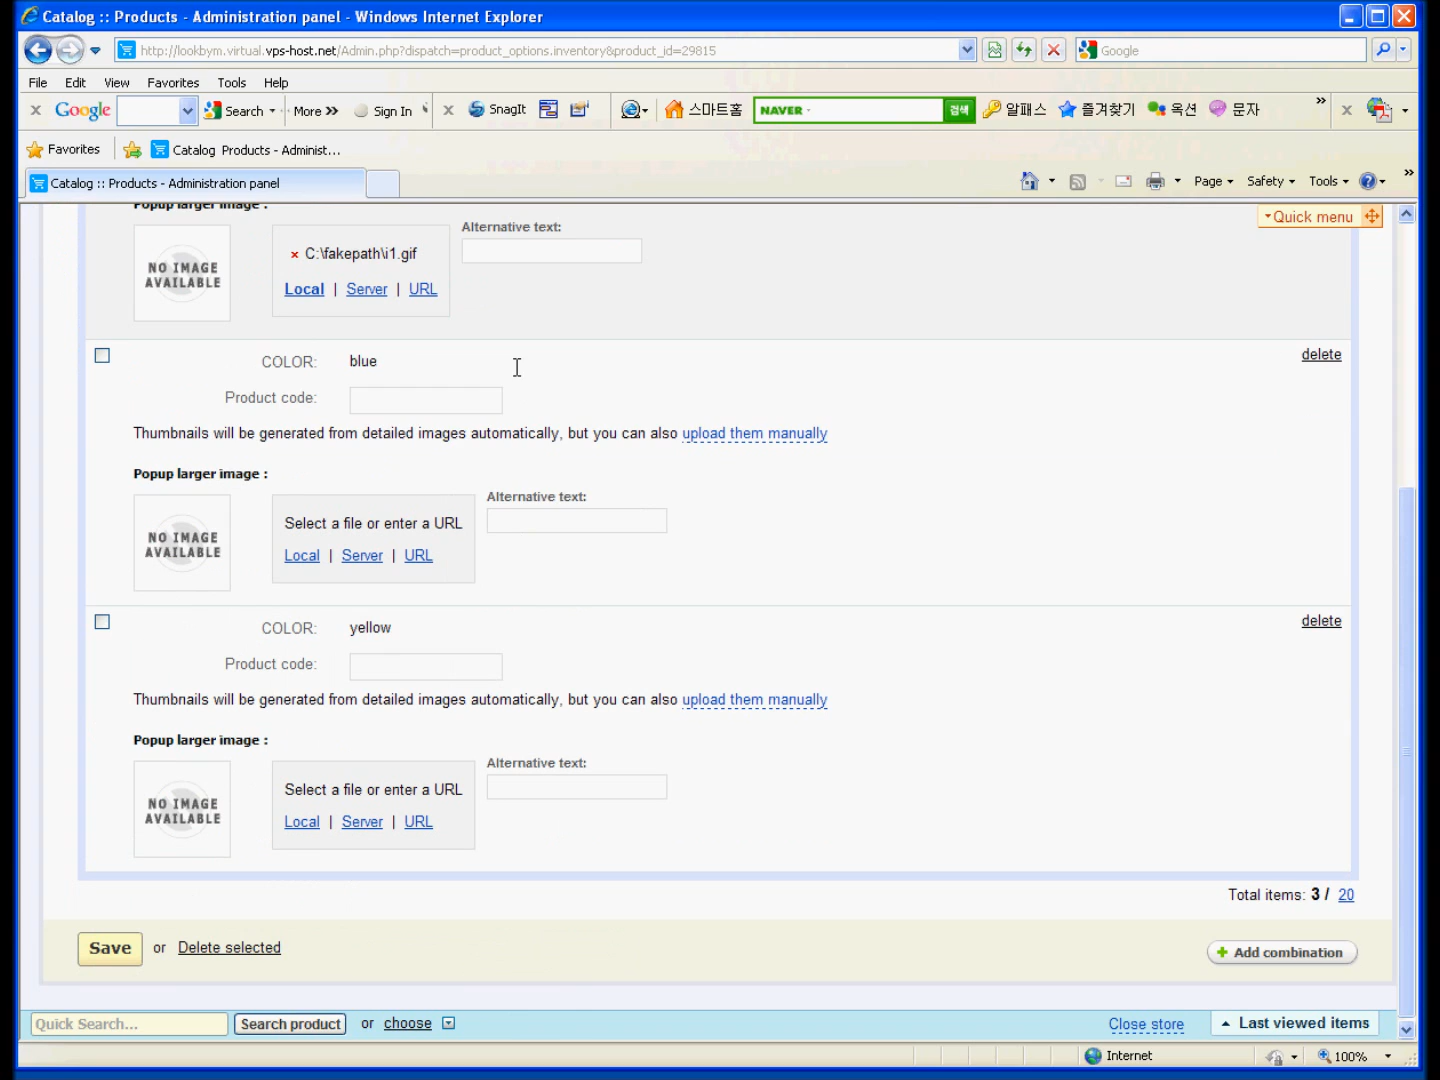 Catalog :: Products - Administration panel - Windows Internet Explorer
http://lookbym.virtual.vps-host.net/Admin.php?dispatch=product_options.inventory&product_id=29815
Google
File Edit View Favorites Tools Help
x Google Search More >> Sign In x SnagIt 스마트홈 NAVER 검색 알패스 즐겨찾기 옥션 문자 >> x
Favorites Catalog Products - Administ...
Catalog :: Products - Administration panel Page Safety Tools >>
Popup larger image :
Quick menu
Alternative text:
NO IMAGE AVAILABLE
x C:\fakepath\i1.gif
Local | Server | URL
COLOR: blue delete
Product code:
Thumbnails will be generated from detailed images automatically, but you can also upload them manually
Popup larger image :
Alternative text:
NO IMAGE AVAILABLE
Select a file or enter a URL
Local | Server | URL
COLOR: yellow delete
Product code:
Thumbnails will be generated from detailed images automatically, but you can also upload them manually
Popup larger image :
Alternative text:
NO IMAGE AVAILABLE
Select a file or enter a URL
Local | Server | URL
Total items: 3 / 20
Save or Delete selected + Add combination
Quick Search... Search product or choose Close store Last viewed items
Internet 100%